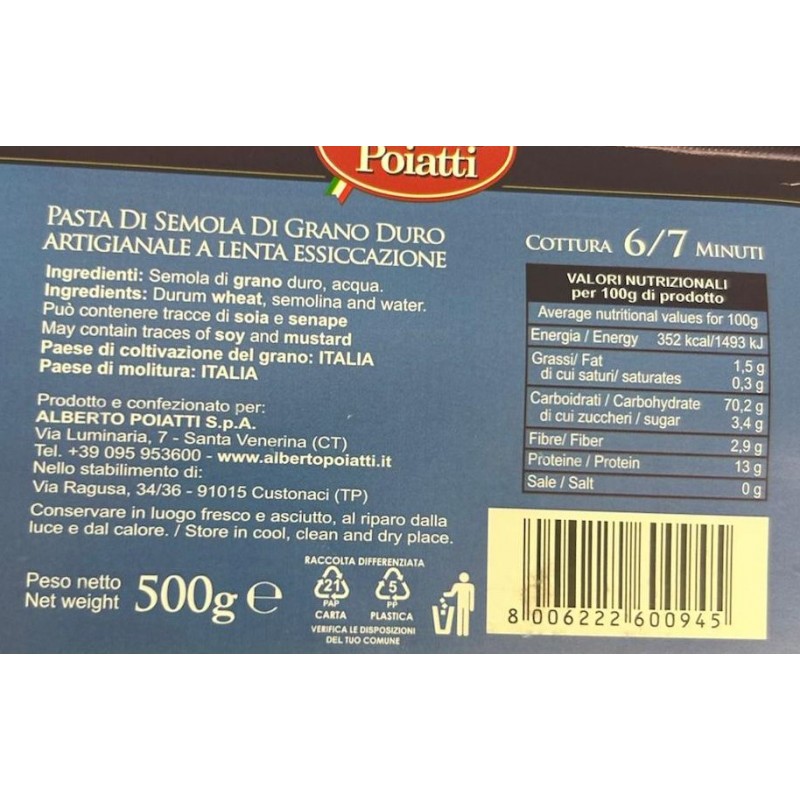 Poiatti
PASTA DI SEMOLA DI GRANO DURO
ARTIGIANALE A LENTA ESSICCAZIONE
Ingredienti: Semola di grano duro, acqua.
Ingredients: Durum wheat, semolina and water.
Può contenere tracce di soia e senape
May contain traces of soy and mustard
Paese di coltivazione del grano: ITALIA
Paese di molitura: ITALIA
Prodotto e confezionato per:
ALBERTO POIATTI S.p.A.
Via Luminaria, 7 - Santa Venerina (CT)
Tel. +39 095 953600 - www.albertopoiatti.it
Nello stabilimento di:
Via Ragusa, 34/36 - 91015 Custonaci (TP)
Conservare in luogo fresco e asciutto, al riparo dalla
luce e dal calore. / Store in cool, clean and dry place.
Peso netto
Net weight
500g e
RACCOLTA DIFFERENZIATA
21
PAP
CARTA
5
PP
PLASTICA
VERIFICA LE DISPOSIZIONI
DEL TUO COMUNE
COTTURA 6/7 MINUTI
VALORI NUTRIZIONALI
per 100g di prodotto
Average nutritional values for 100g
Energia / Energy 352 kcal/1493 kJ
Grassi/ Fat 1,5 g
di cui saturi/ saturates 0,3 g
Carboidrati / Carbohydrate 70,2 g
di cui zuccheri / sugar 3,4 g
Fibre/ Fiber 2,9 g
Proteine / Protein 13 g
Sale / Salt 0 g
8 006222 600945